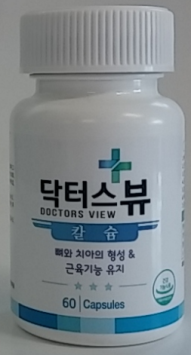 닥터스뷰
DOCTORS VIEW
칼슘
뼈와 치아의 형성 &
근육기능 유지
60 | Capsules